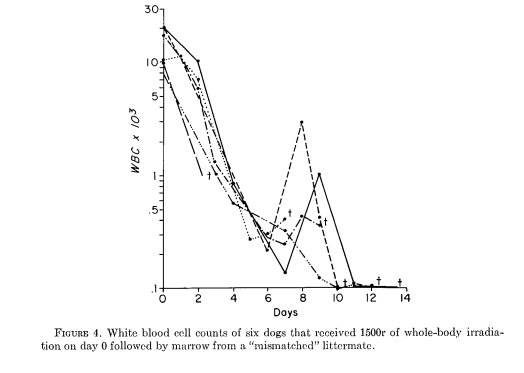 30
10
5
1
.5
.1
WBC x 10³
0 2 4 6 8 10 12 14
Days
† † † † † †
FIGURE 4. White blood cell counts of six dogs that received 1500r of whole-body irradia-
tion on day 0 followed by marrow from a "mismatched" littermate.